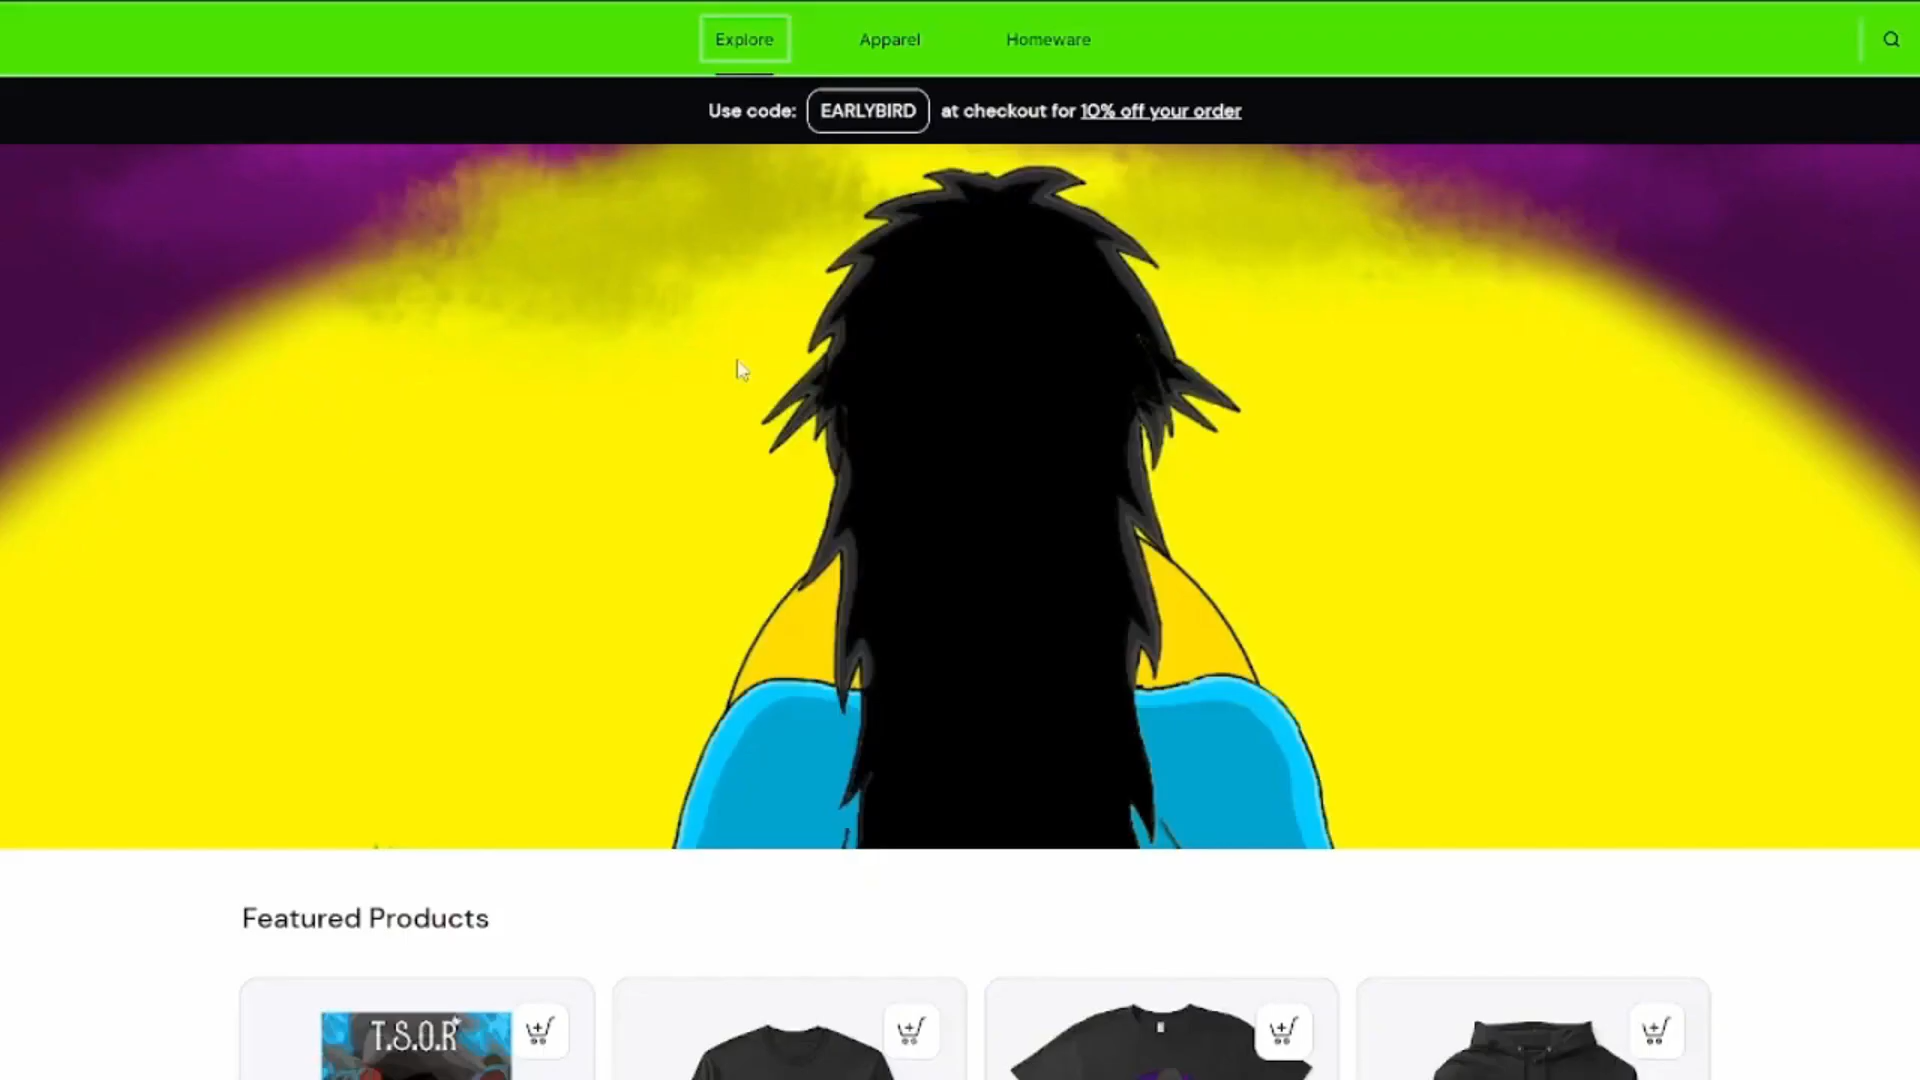 Explore Apparel Homeware
Use code: EARLYBIRD at checkout for 10% off your order
Featured Products
T.S.O.R